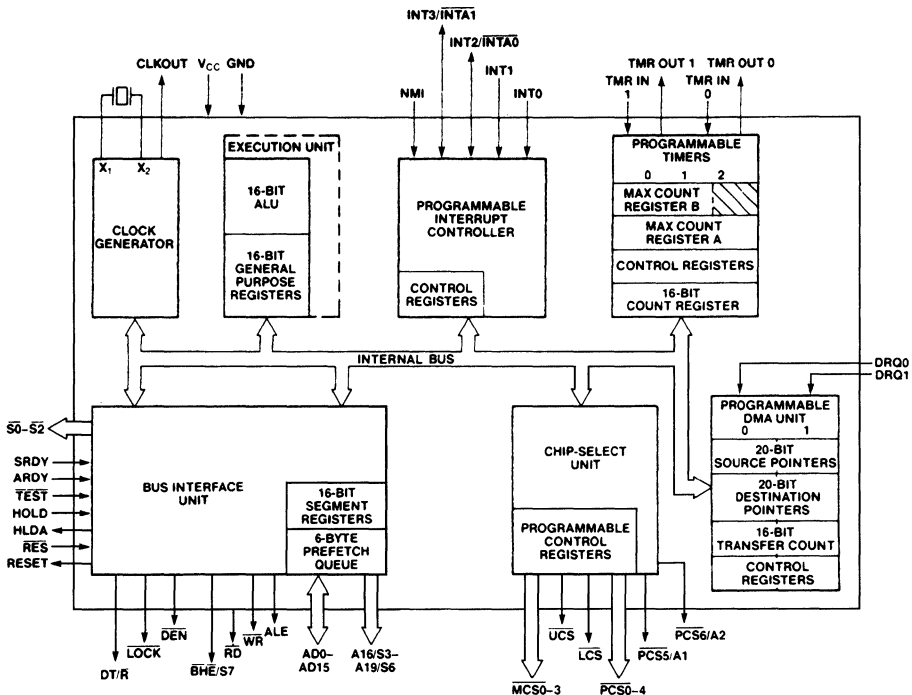 INT3/INTA1
INT2/INTA0
INT1
NMI
INT0
CLKOUT
VCC GND
TMR OUT 1 TMR OUT 0
TMR IN 1
TMR IN 0
X1
X2
CLOCK
GENERATOR
EXECUTION UNIT
16-BIT
ALU
16-BIT
GENERAL
PURPOSE
REGISTERS
PROGRAMMABLE
INTERRUPT
CONTROLLER
CONTROL
REGISTERS
PROGRAMMABLE
TIMERS
0 1 2
MAX COUNT
REGISTER B
MAX COUNT
REGISTER A
CONTROL REGISTERS
16-BIT
COUNT REGISTER
INTERNAL BUS
DRQ0
DRQ1
PROGRAMMABLE
DMA UNIT
0 1
20-BIT
SOURCE POINTERS
20-BIT
DESTINATION
POINTERS
16-BIT
TRANSFER COUNT
CONTROL
REGISTERS
S0-S2
SRDY
ARDY
TEST
HOLD
HLDA
RES
RESET
BUS INTERFACE
UNIT
16-BIT
SEGMENT
REGISTERS
6-BYTE
PREFETCH
QUEUE
CHIP-SELECT
UNIT
PROGRAMMABLE
CONTROL
REGISTERS
DT/R
LOCK
DEN
BHE/S7
RD
WR
ALE
AD0-
AD15
A16/S3-
A19/S6
MCS0-3
UCS
LCS
PCS0-4
PCS5/A1
PCS6/A2